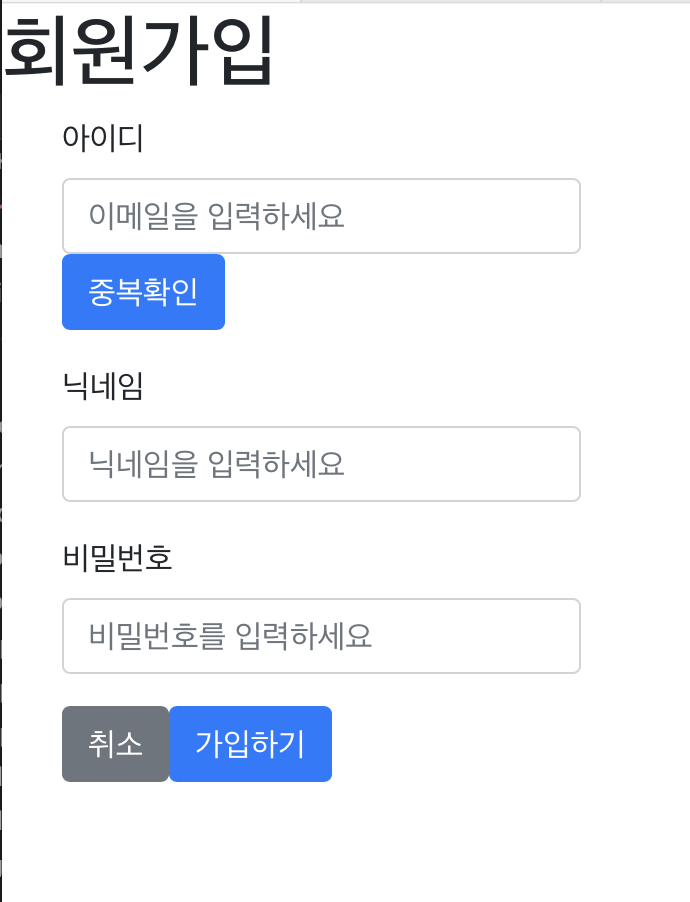 회원가입
아이디
이메일을 입력하세요
중복확인
닉네임
닉네임을 입력하세요
비밀번호
비밀번호를 입력하세요
취소 가입하기